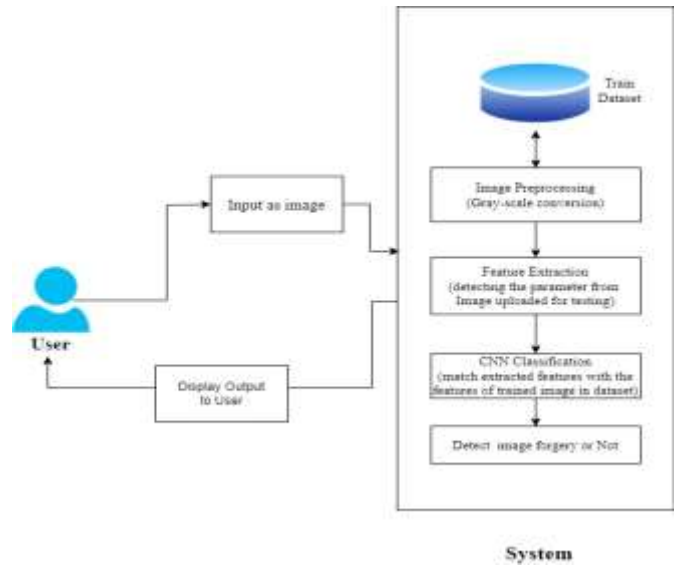 Train
Dataset
Image Preprocessing
(Gray-scale conversion)
Input as image
Feature Extraction
(detecting the parameter from
Image uploaded for testing)
User
CNN Classification
(match extracted features with the
features of trained image in dataset)
Display Output
to User
Detect image forgery or Not
System